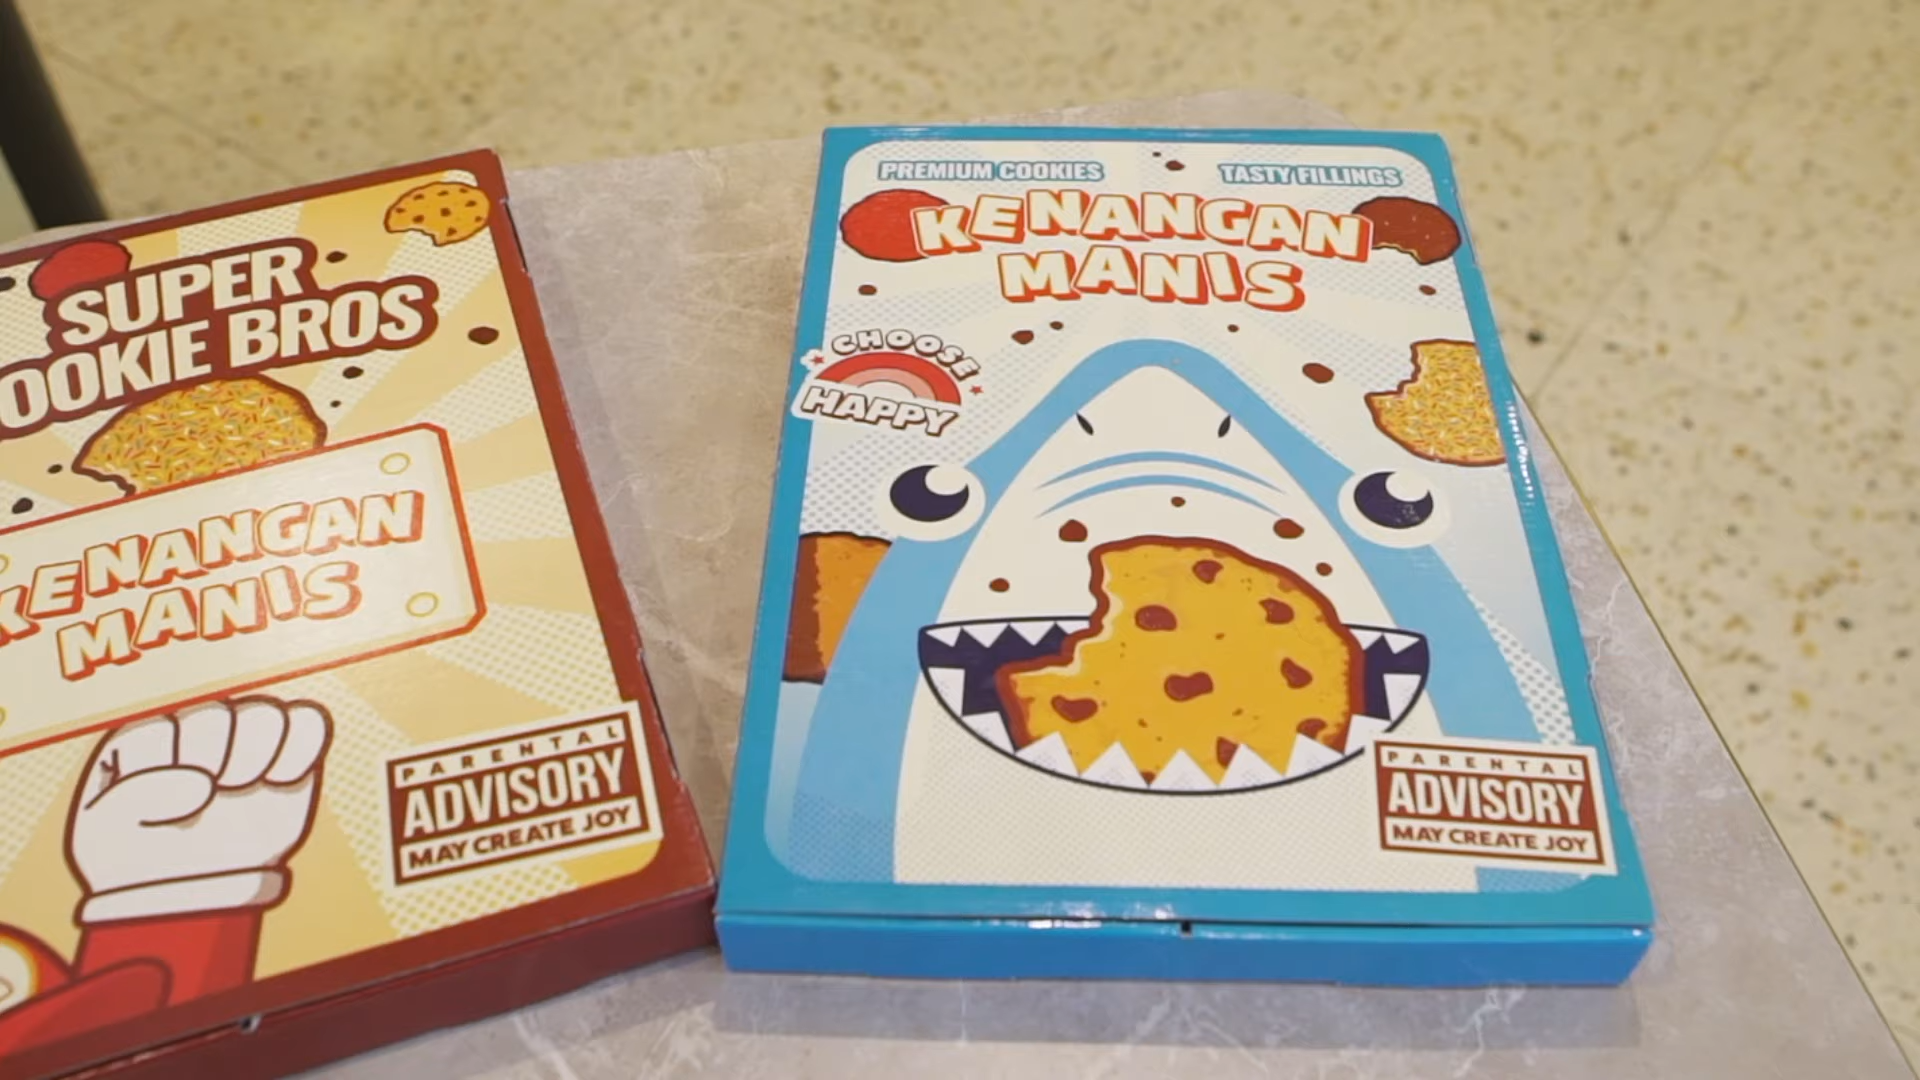 SUPER
OOKIE BROS
KENANGAN
MANIS
PARENTAL
ADVISORY
MAY CREATE JOY
PREMIUM COOKIES
TASTY FILLINGS
KENANGAN
MANIS
CHOOSE
HAPPY
PARENTAL
ADVISORY
MAY CREATE JOY